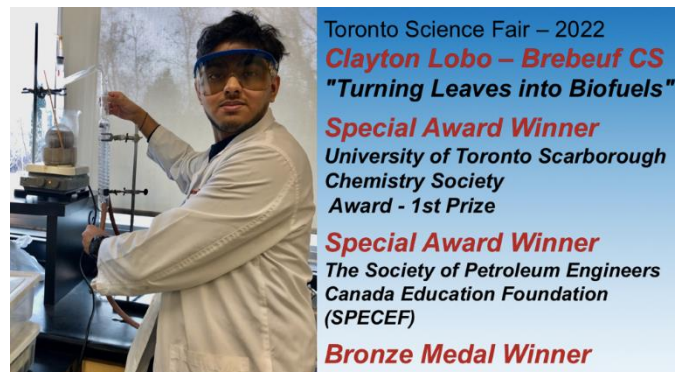 Toronto Science Fair – 2022
Clayton Lobo – Brebeuf CS
"Turning Leaves into Biofuels"
Special Award Winner
University of Toronto Scarborough
Chemistry Society
Award - 1st Prize
Special Award Winner
The Society of Petroleum Engineers
Canada Education Foundation
(SPECEF)
Bronze Medal Winner